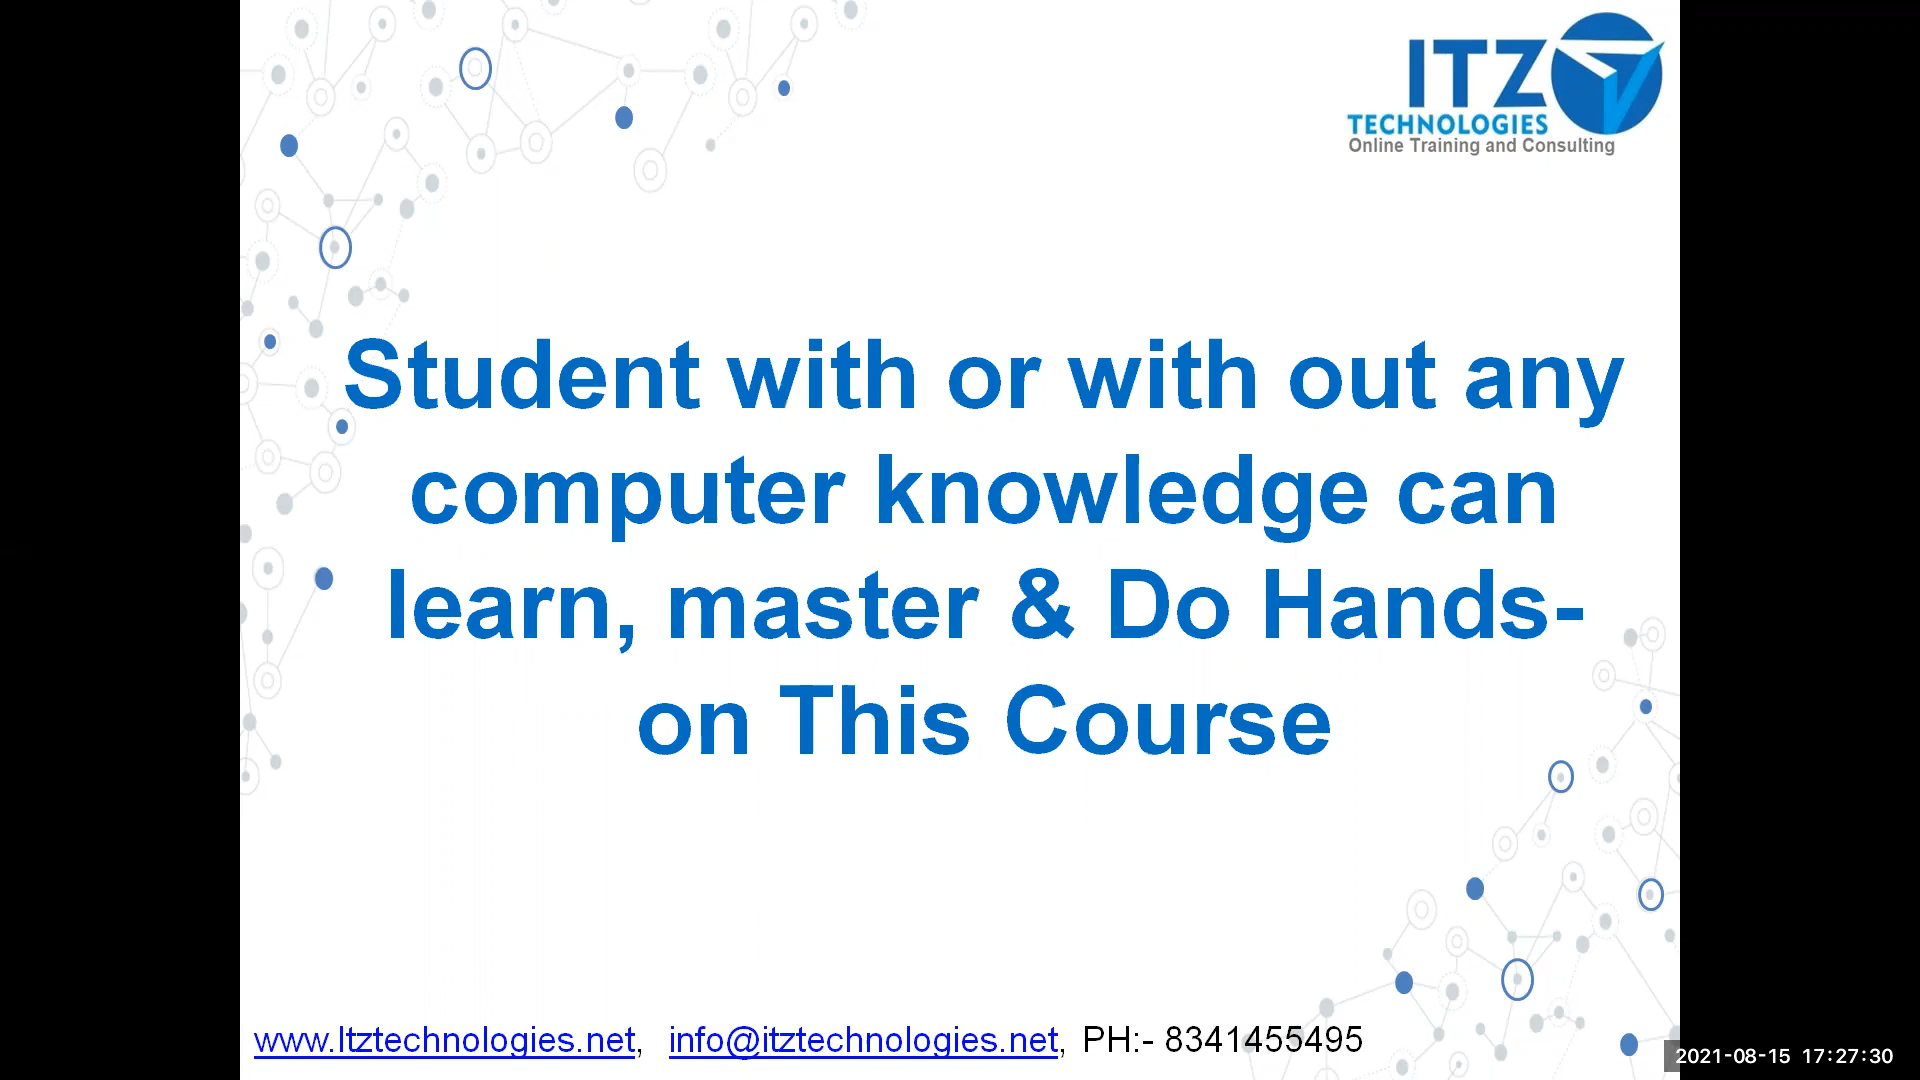 ITZ
TECHNOLOGIES
Online Training and Consulting
Student with or with out any
computer knowledge can
learn, master & Do Hands-
on This Course
www.Itztechnologies.net, info@itztechnologies.net, PH:- 8341455495
2021-08-15 17:27:30